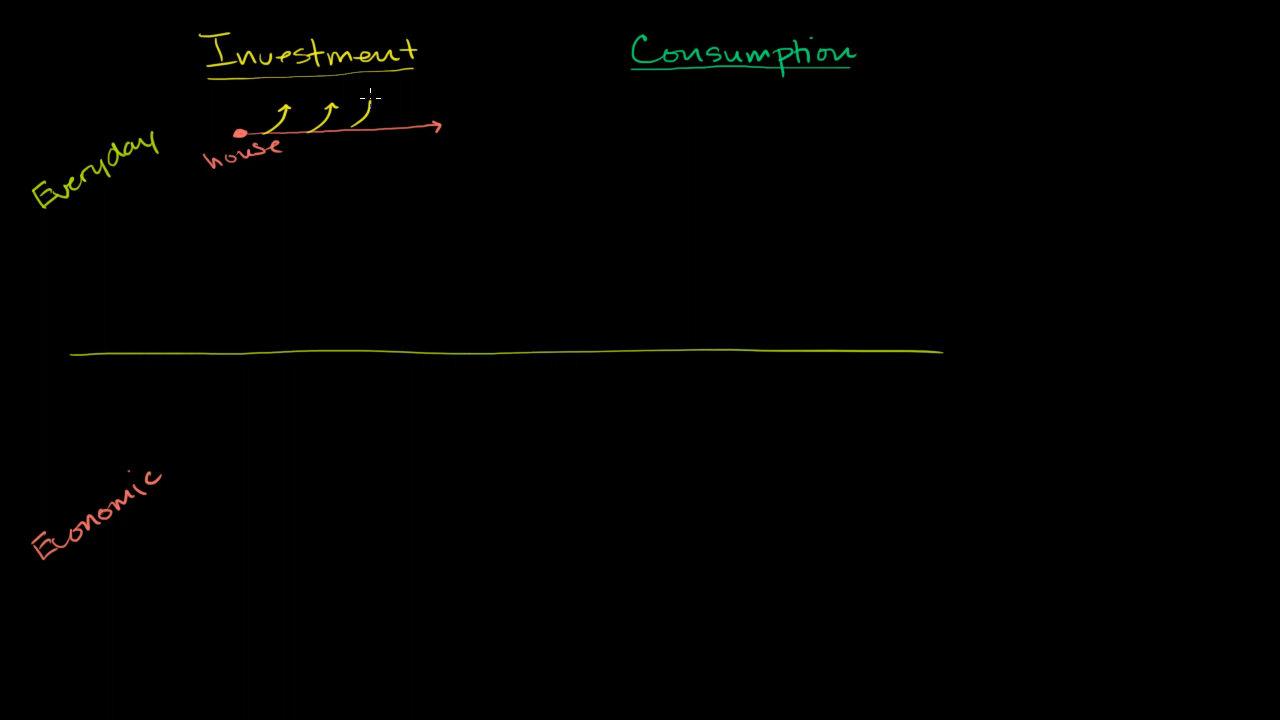 Investment
Consumption
Everyday
house
Economic